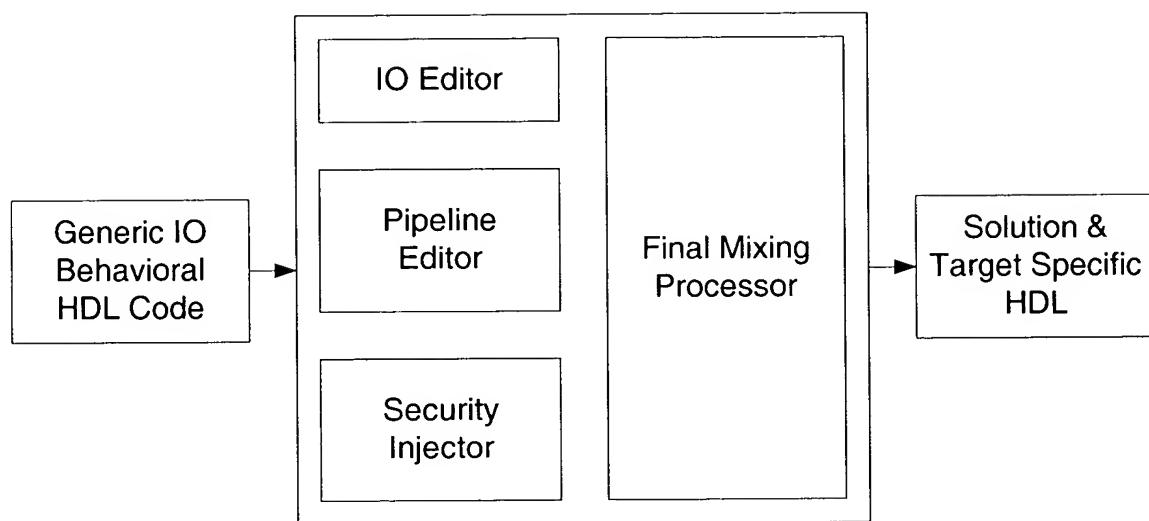 IO Editor
Pipeline
Editor
Security
Injector
Generic IO
Behavioral
HDL Code
Final Mixing
Processor
Solution &
Target Specific
HDL